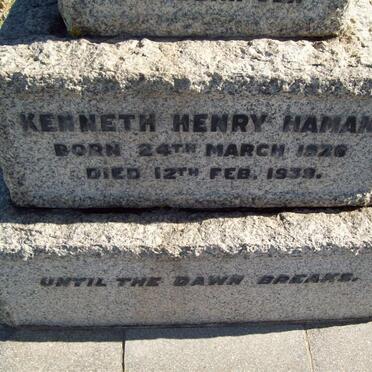 KENNETH HENRY HAMAN
BORN 24TH MARCH 1926
DIED 12TH FEB. 1939.
UNTIL THE DAWN BREAKS.